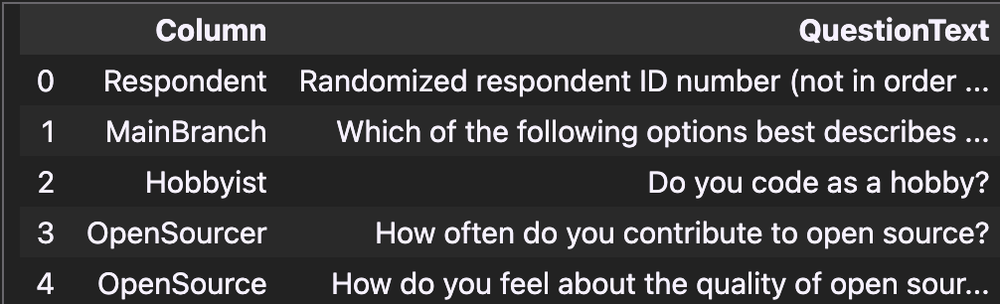 Column QuestionText
0 Respondent Randomized respondent ID number (not in order ...
1 MainBranch Which of the following options best describes ...
2 Hobbyist Do you code as a hobby?
3 OpenSourcer How often do you contribute to open source?
4 OpenSource How do you feel about the quality of open sour...